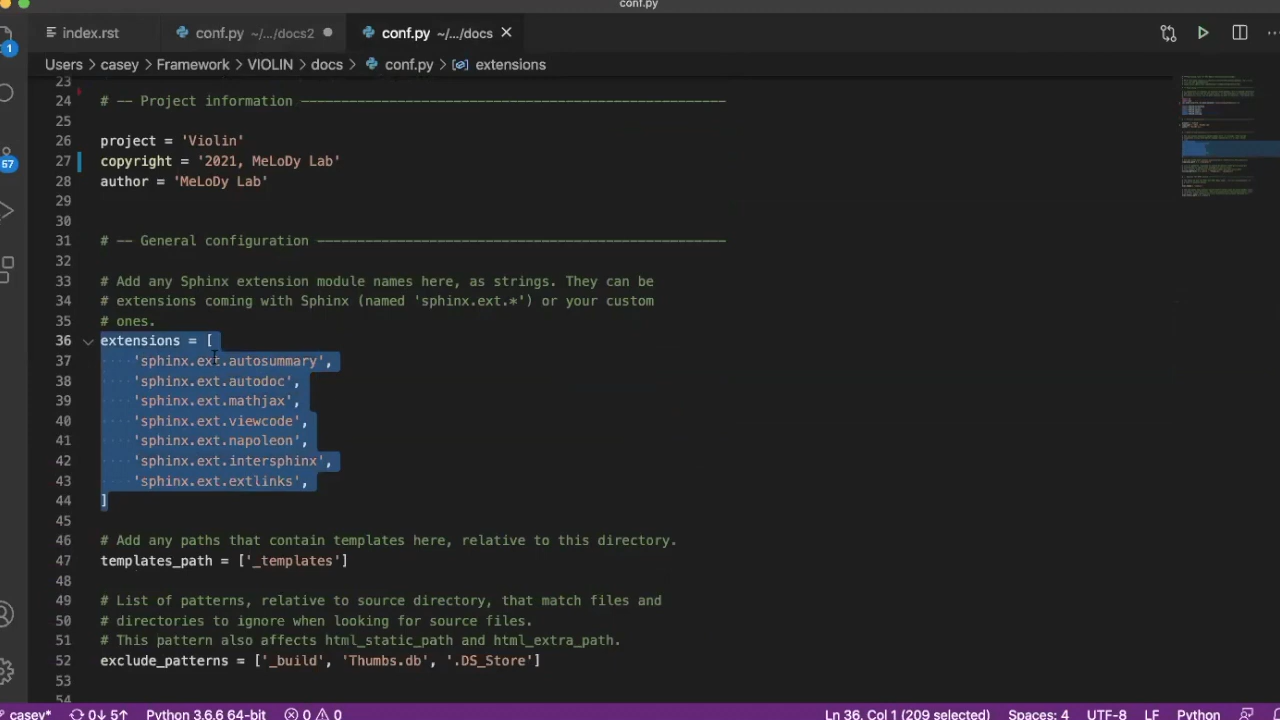 conf.py
index.rst
conf.py ~/.../docs2
conf.py ~/.../docs
Users > casey > Framework > VIOLIN > docs > conf.py > extensions
1
57
23
24 # -- Project information -----------------------------------------------------
25
26 project = 'Violin'
27 copyright = '2021, MeLoDy Lab'
28 author = 'MeLoDy Lab'
29
30
31 # -- General configuration ---------------------------------------------------
32
33 # Add any Sphinx extension module names here, as strings. They can be
34 # extensions coming with Sphinx (named 'sphinx.ext.*') or your custom
35 # ones.
36 extensions = [
37 'sphinx.ext.autosummary',
38 'sphinx.ext.autodoc',
39 'sphinx.ext.mathjax',
40 'sphinx.ext.viewcode',
41 'sphinx.ext.napoleon',
42 'sphinx.ext.intersphinx',
43 'sphinx.ext.extlinks',
44 ]
45
46 # Add any paths that contain templates here, relative to this directory.
47 templates_path = ['_templates']
48
49 # List of patterns, relative to source directory, that match files and
50 # directories to ignore when looking for source files.
51 # This pattern also affects html_static_path and html_extra_path.
52 exclude_patterns = ['_build', 'Thumbs.db', '.DS_Store']
53
54
casey* 0↓ 5↑ Python 3.6.6 64-bit 0 0 Ln 36, Col 1 (209 selected) Spaces: 4 UTF-8 LF Python